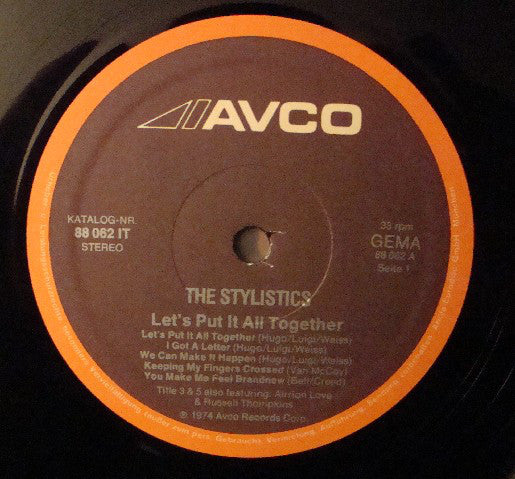 AVCO
KATALOG-NR.
88 062 IT
STEREO
33 rpm
GEMA
88 062 A
Seite 1
THE STYLISTICS
Let's Put It All Together
Let's Put It All Together (Hugo/Luigi/Weiss)
I Got A Letter (Hugo/Luigi/Weiss)
We Can Make It Happen (Hugo/Luigi/Weiss)
Keeping My Fingers Crossed (Van McCoy)
You Make Me Feel Brandnew (Bell/Creed)
Title 3 & 5 also featuring: Airrion Love
& Russell Thompkins
℗ 1974 Avco Records Corp.